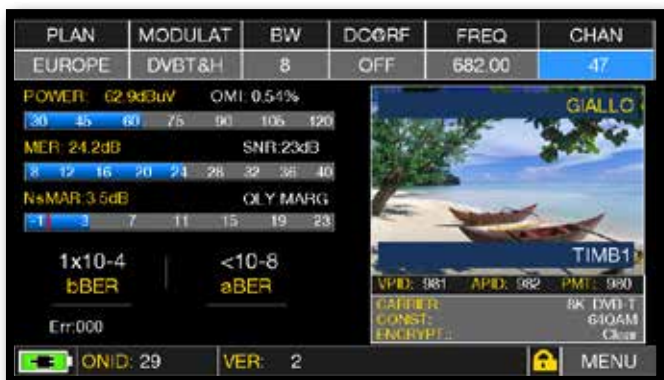 PLAN MODULAT BW DC@RF FREQ CHAN
EUROPE DVBT&H 8 OFF 682.00 47
POWER: 62.9dBuV OMI: 0.54%
30 45 60 75 90 105 120
MER: 24.2dB SNR:23dB
8 12 16 20 24 28 32 36 40
NsMAR:3.5dB QLY MARG
-1 3 7 11 15 19 23
1x10-4 <10-8
bBER aBER
Err:000
GIALLO
TIMB1
VPID: 981 APID: 982 PMT: 980
CARRIER: 8K DVB-T
CONST: 64QAM
ENCRYPT.: Clear
ONID: 29 VER: 2 MENU